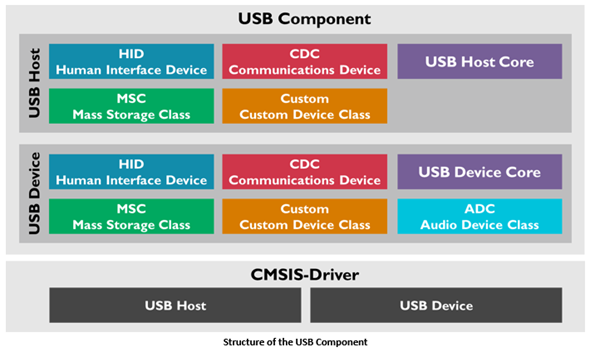 USB Component
USB Host
HID
Human Interface Device
CDC
Communications Device
USB Host Core
MSC
Mass Storage Class
Custom
Custom Device Class
USB Device
HID
Human Interface Device
CDC
Communications Device
USB Device Core
MSC
Mass Storage Class
Custom
Custom Device Class
ADC
Audio Device Class
CMSIS-Driver
USB Host
USB Device
Structure of the USB Component